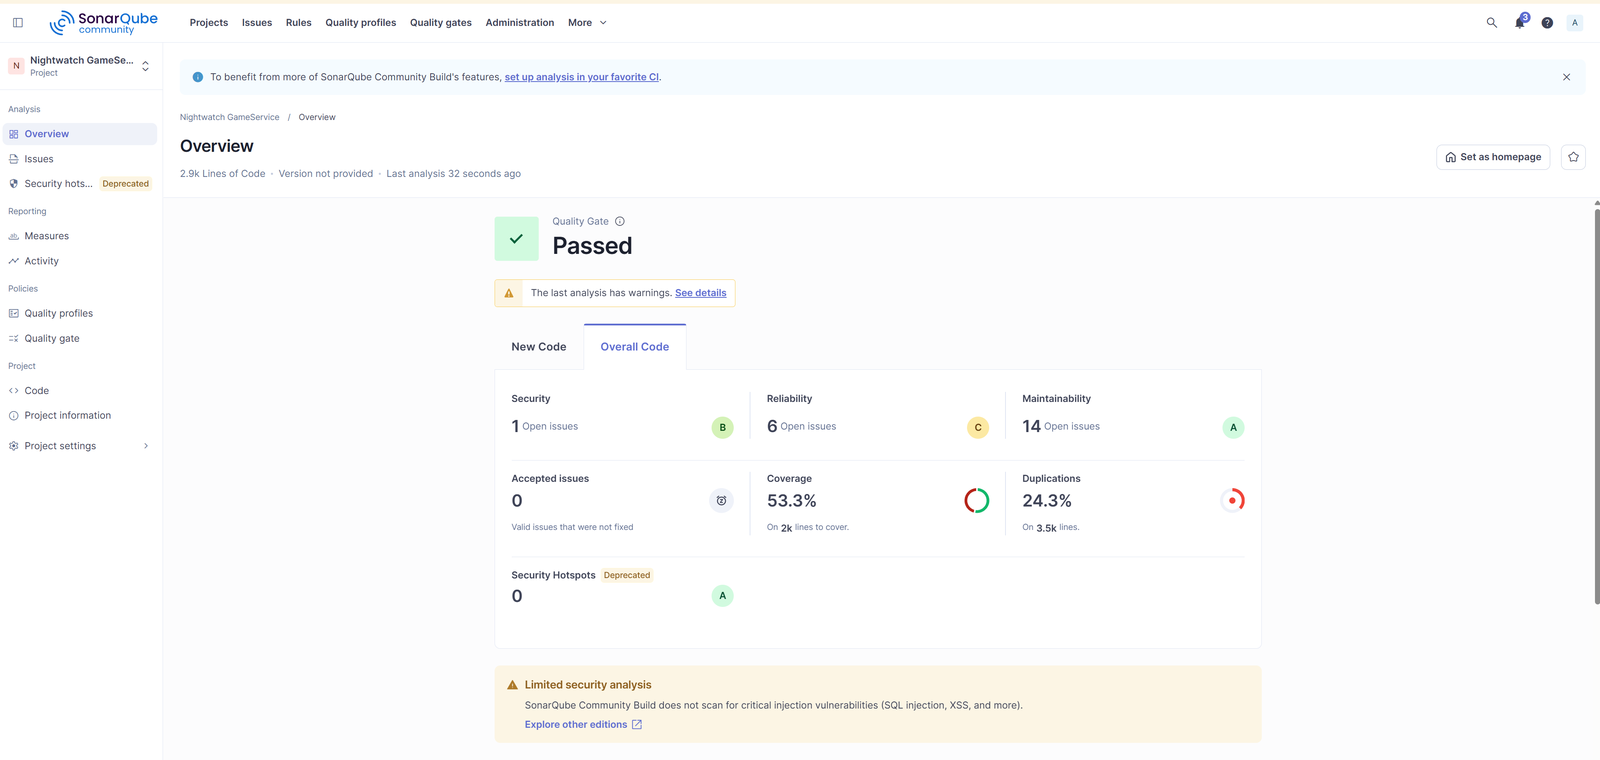 SonarQube community
Projects Issues Rules Quality profiles Quality gates Administration More
3
A
N
Nightwatch GameSe...
Project
Analysis
Overview
Issues
Security hots... Deprecated
Reporting
Measures
Activity
Policies
Quality profiles
Quality gate
Project
Code
Project information
Project settings
To benefit from more of SonarQube Community Build's features, set up analysis in your favorite CI.
Nightwatch GameService / Overview
Overview
2.9k Lines of Code · Version not provided · Last analysis 32 seconds ago
Set as homepage
Quality Gate
Passed
The last analysis has warnings. See details
New Code Overall Code
Security
1 Open issues B
Reliability
6 Open issues C
Maintainability
14 Open issues A
Accepted issues
0
Valid issues that were not fixed
Coverage
53.3%
On 2k lines to cover.
Duplications
24.3%
On 3.5k lines.
Security Hotspots Deprecated
0 A
Limited security analysis
SonarQube Community Build does not scan for critical injection vulnerabilities (SQL injection, XSS, and more).
Explore other editions